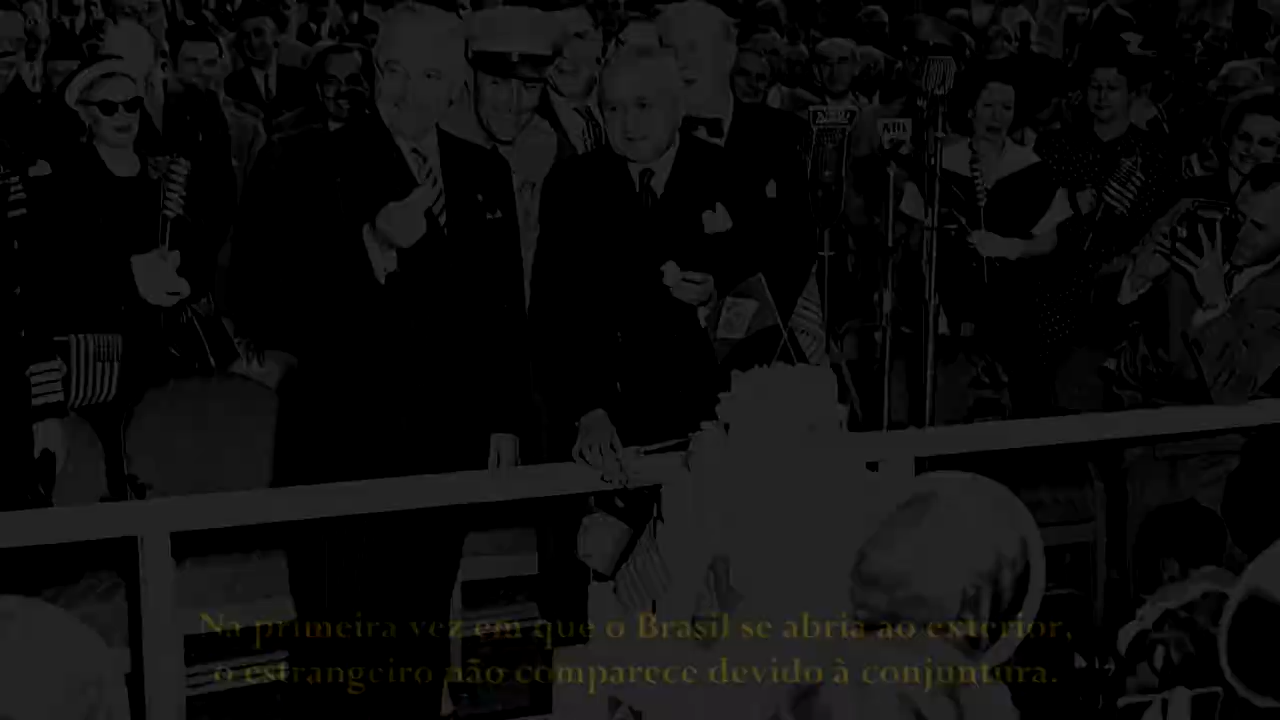 Na primeira vez em que o Brasil se abria ao exterior,
o estrangeiro não comparece devido à conjuntura.